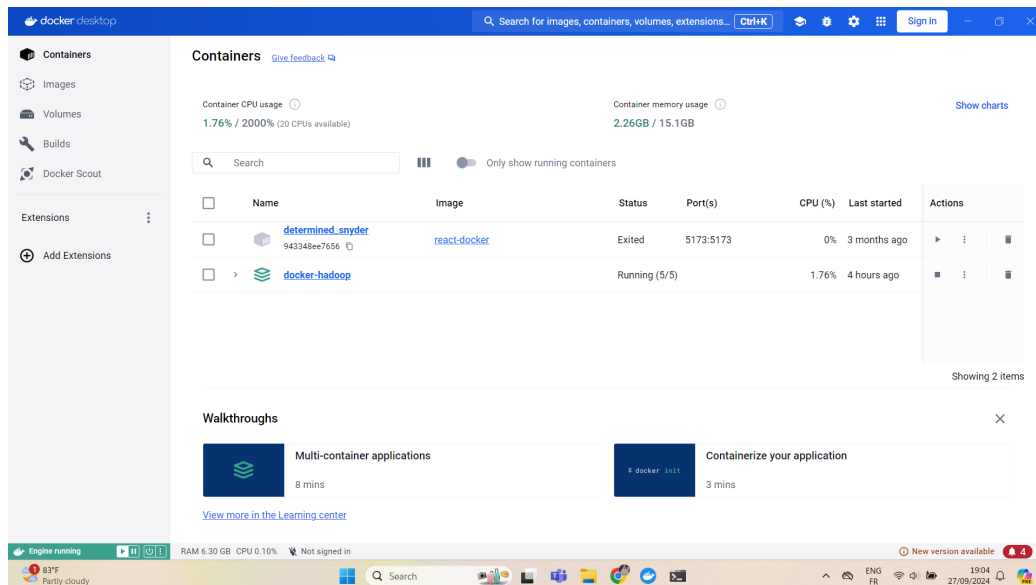 docker desktop
Search for images, containers, volumes, extensions... Ctrl+K
Sign in
Containers
Images
Volumes
Builds
Docker Scout
Extensions
Add Extensions
Containers Give feedback
Container CPU usage
1.76% / 2000% (20 CPUs available)
Container memory usage
2.26GB / 15.1GB
Show charts
Search
Only show running containers
Name Image Status Port(s) CPU (%) Last started Actions
determined_snyder
943348ee7656
react-docker Exited 5173:5173 0% 3 months ago
docker-hadoop Running (5/5) 1.76% 4 hours ago
Showing 2 items
Walkthroughs
Multi-container applications
8 mins
$ docker init
Containerize your application
3 mins
View more in the Learning center
Engine running
RAM 6.30 GB CPU 0.10% Not signed in
New version available
4
1
83°F
Partly cloudy
Search
ENG
FR
19:04
27/09/2024